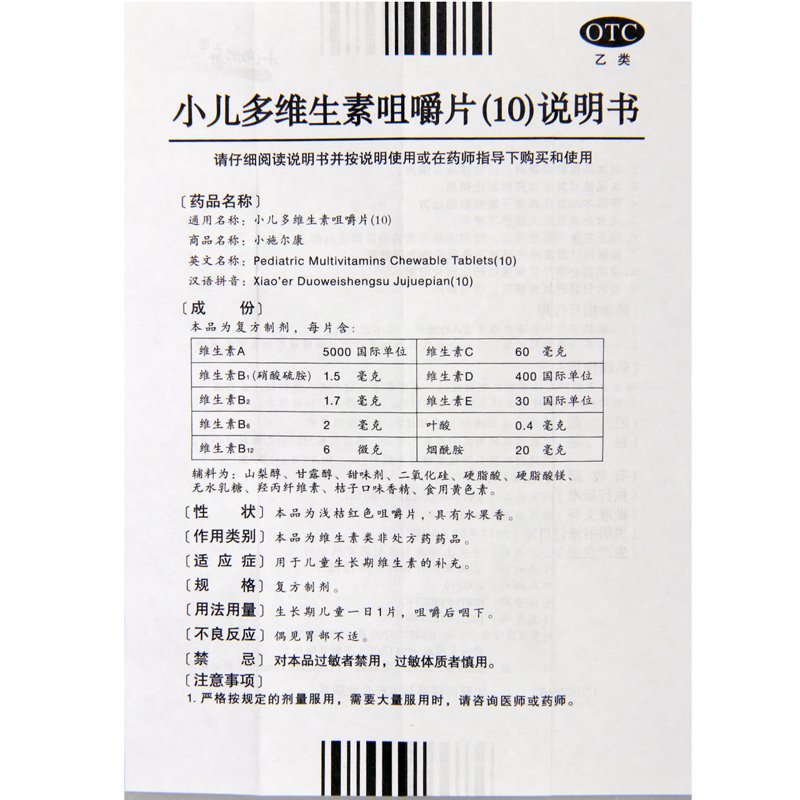 OTC
乙类
小儿多维生素咀嚼片(10)说明书
请仔细阅读说明书并按说明使用或在药师指导下购买和使用
〔药品名称〕
通用名称：小儿多维生素咀嚼片(10)
商品名称：小施尔康
英文名称：Pediatric Multivitamins Chewable Tablets(10)
汉语拼音：Xiao'er Duoweishengsu Jujuepian(10)
〔成 份〕
本品为复方制剂，每片含：
维生素A 5000 国际单位 维生素C 60 毫克
维生素B1(硝酸硫胺) 1.5 毫克 维生素D 400 国际单位
维生素B2 1.7 毫克 维生素E 30 国际单位
维生素B6 2 毫克 叶酸 0.4 毫克
维生素B12 6 微克 烟酰胺 20 毫克
辅料为：山梨醇、甘露醇、甜味剂、二氧化硅、硬脂酸、硬脂酸镁、
无水乳糖、羟丙纤维素、桔子口味香精、食用黄色素。
〔性 状〕本品为浅桔红色咀嚼片，具有水果香。
〔作用类别〕本品为维生素类非处方药药品。
〔适 应 症〕用于儿童生长期维生素的补充。
〔规 格〕复方制剂。
〔用法用量〕生长期儿童一日1片，咀嚼后咽下。
〔不良反应〕偶见胃部不适。
〔禁 忌〕对本品过敏者禁用，过敏体质者慎用。
〔注意事项〕
1. 严格按规定的剂量服用，需要大量服用时，请咨询医师或药师。